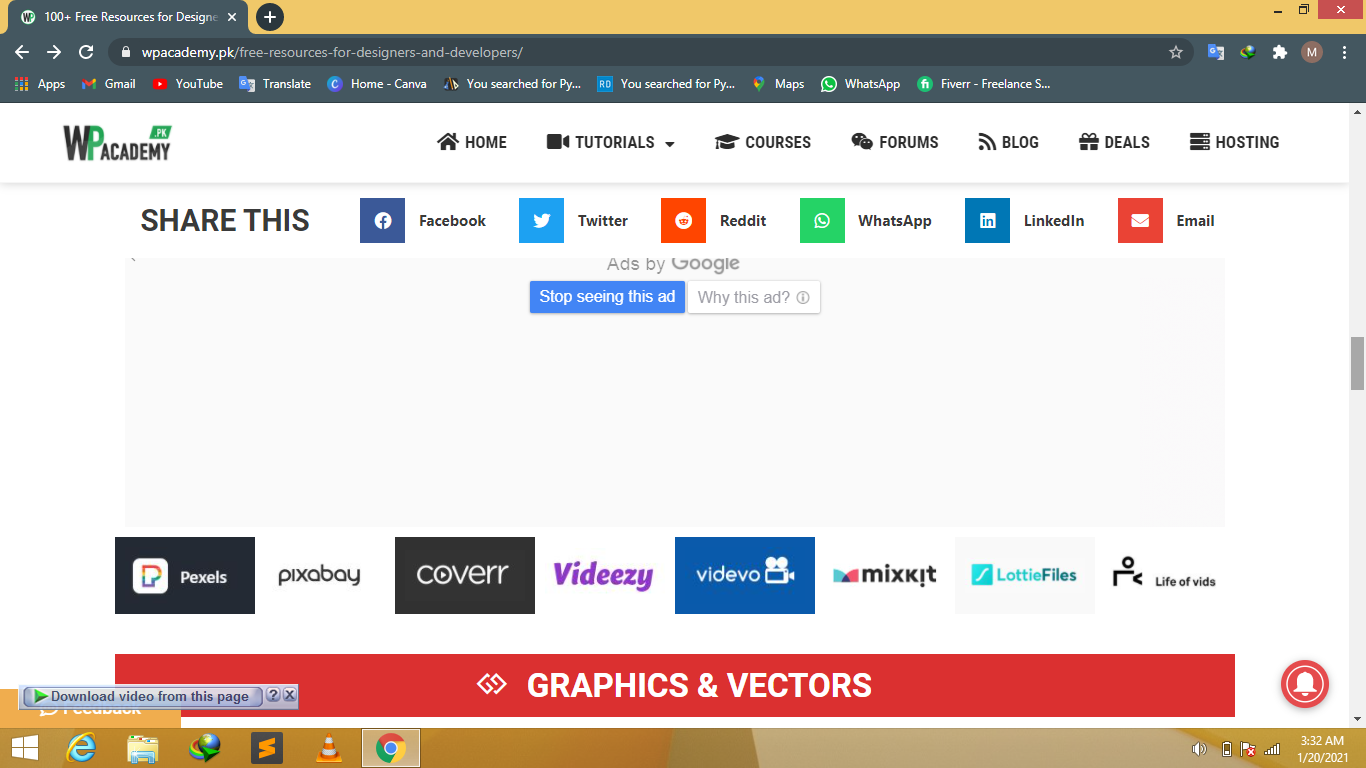 100+ Free Resources for Designe
wpacademy.pk/free-resources-for-designers-and-developers/
M
Apps Gmail YouTube Translate Home - Canva You searched for Py... RD You searched for Py... Maps WhatsApp Fiverr - Freelance S...
WP ACADEMY .PK
HOME TUTORIALS COURSES FORUMS BLOG DEALS HOSTING
SHARE THIS Facebook Twitter Reddit WhatsApp LinkedIn Email
Ads by Google
Stop seeing this ad Why this ad?
Pexels pixabay coverr Videezy videvo mixkit LottieFiles Life of vids
GRAPHICS & VECTORS
Download video from this page ? X
Feedback
3:32 AM
1/20/2021